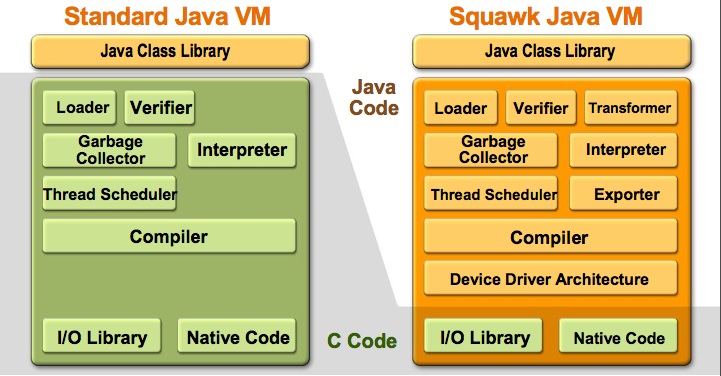 Standard Java VM
Java Class Library
Loader
Verifier
Garbage
Collector
Interpreter
Thread Scheduler
Compiler
I/O Library
Native Code
Java
Code
C Code
Squawk Java VM
Java Class Library
Loader
Verifier
Transformer
Garbage
Collector
Interpreter
Thread Scheduler
Exporter
Compiler
Device Driver Architecture
I/O Library
Native Code